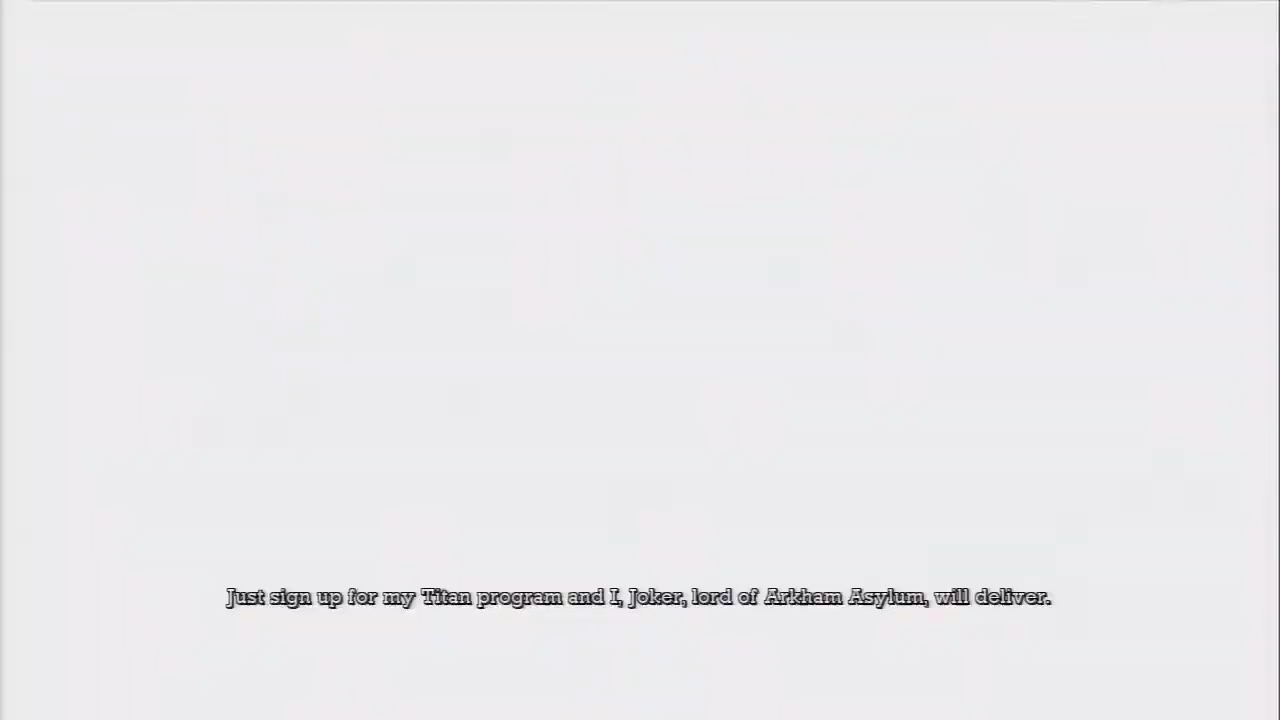 Just sign up for my Titan program and I, Joker, lord of Arkham Asylum, will deliver.